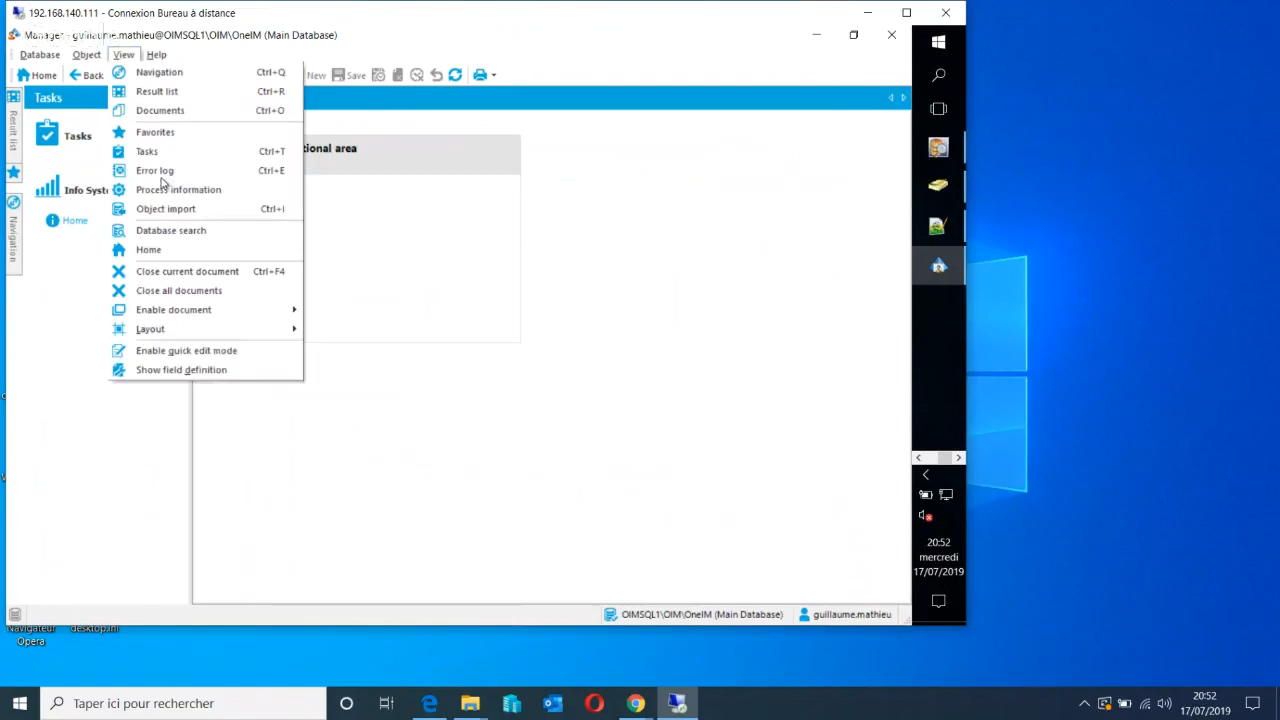 192.168.140.111 - Connexion Bureau à distance
guillaume.mathieu@OIMSQL1\OIM\OneIM (Main Database)
Database Object View Help
Home Back New Save
Tasks
Result list
Navigation
Tasks
Info Syst
Home
Navigation Ctrl+Q
Result list Ctrl+R
Documents Ctrl+O
Favorites
Tasks Ctrl+T
Error log Ctrl+E
Process information
Object import Ctrl+I
Database search
Home
Close current document Ctrl+F4
Close all documents
Enable document
Layout
Enable quick edit mode
Show field definition
tional area
20:52
mercredi
17/07/2019
OIMSQL1\OIM\OneIM (Main Database) guillaume.mathieu
Navigateur desktop.ini
Opera
Taper ici pour rechercher
20:52
17/07/2019